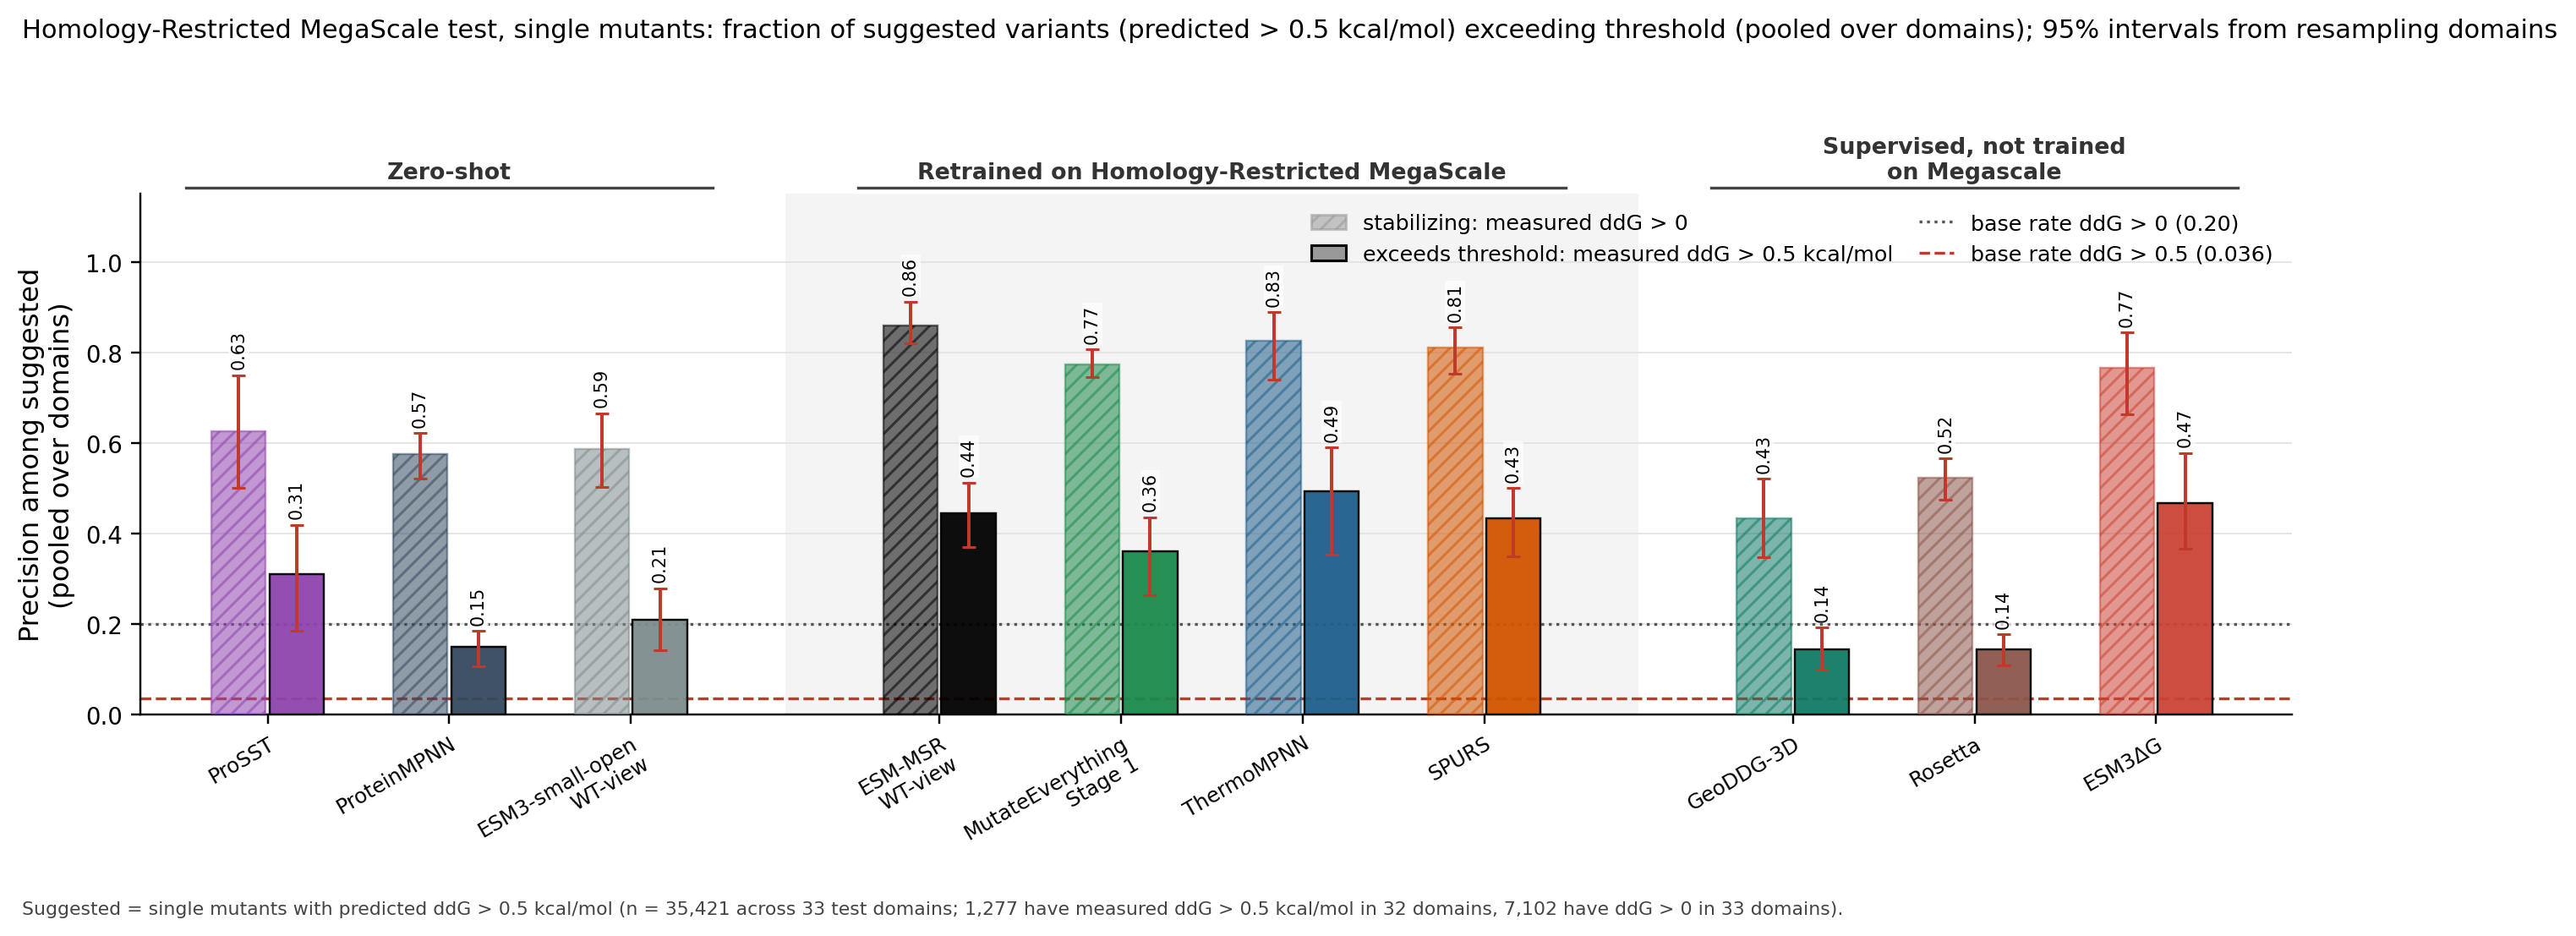 Homology-Restricted MegaScale test, single mutants: fraction of suggested variants (predicted > 0.5 kcal/mol) exceeding threshold (pooled over domains); 95% intervals from resampling domains
Zero-shot
Retrained on Homology-Restricted MegaScale
Supervised, not trained
on Megascale
stabilizing: measured ddG > 0
exceeds threshold: measured ddG > 0.5 kcal/mol
base rate ddG > 0 (0.20)
base rate ddG > 0.5 (0.036)
Precision among suggested
(pooled over domains)
1.0
0.8
0.6
0.4
0.2
0.0
0.63
0.31
0.57
0.15
0.59
0.21
0.86
0.44
0.77
0.36
0.83
0.49
0.81
0.43
0.43
0.14
0.52
0.14
0.77
0.47
ProSST
ProteinMPNN
ESM3-small-open
WT-view
ESM-MSR
WT-view
MutateEverything
Stage 1
ThermoMPNN
SPURS
GeoDDG-3D
Rosetta
ESM3ΔG
Suggested = single mutants with predicted ddG > 0.5 kcal/mol (n = 35,421 across 33 test domains; 1,277 have measured ddG > 0.5 kcal/mol in 32 domains, 7,102 have ddG > 0 in 33 domains).